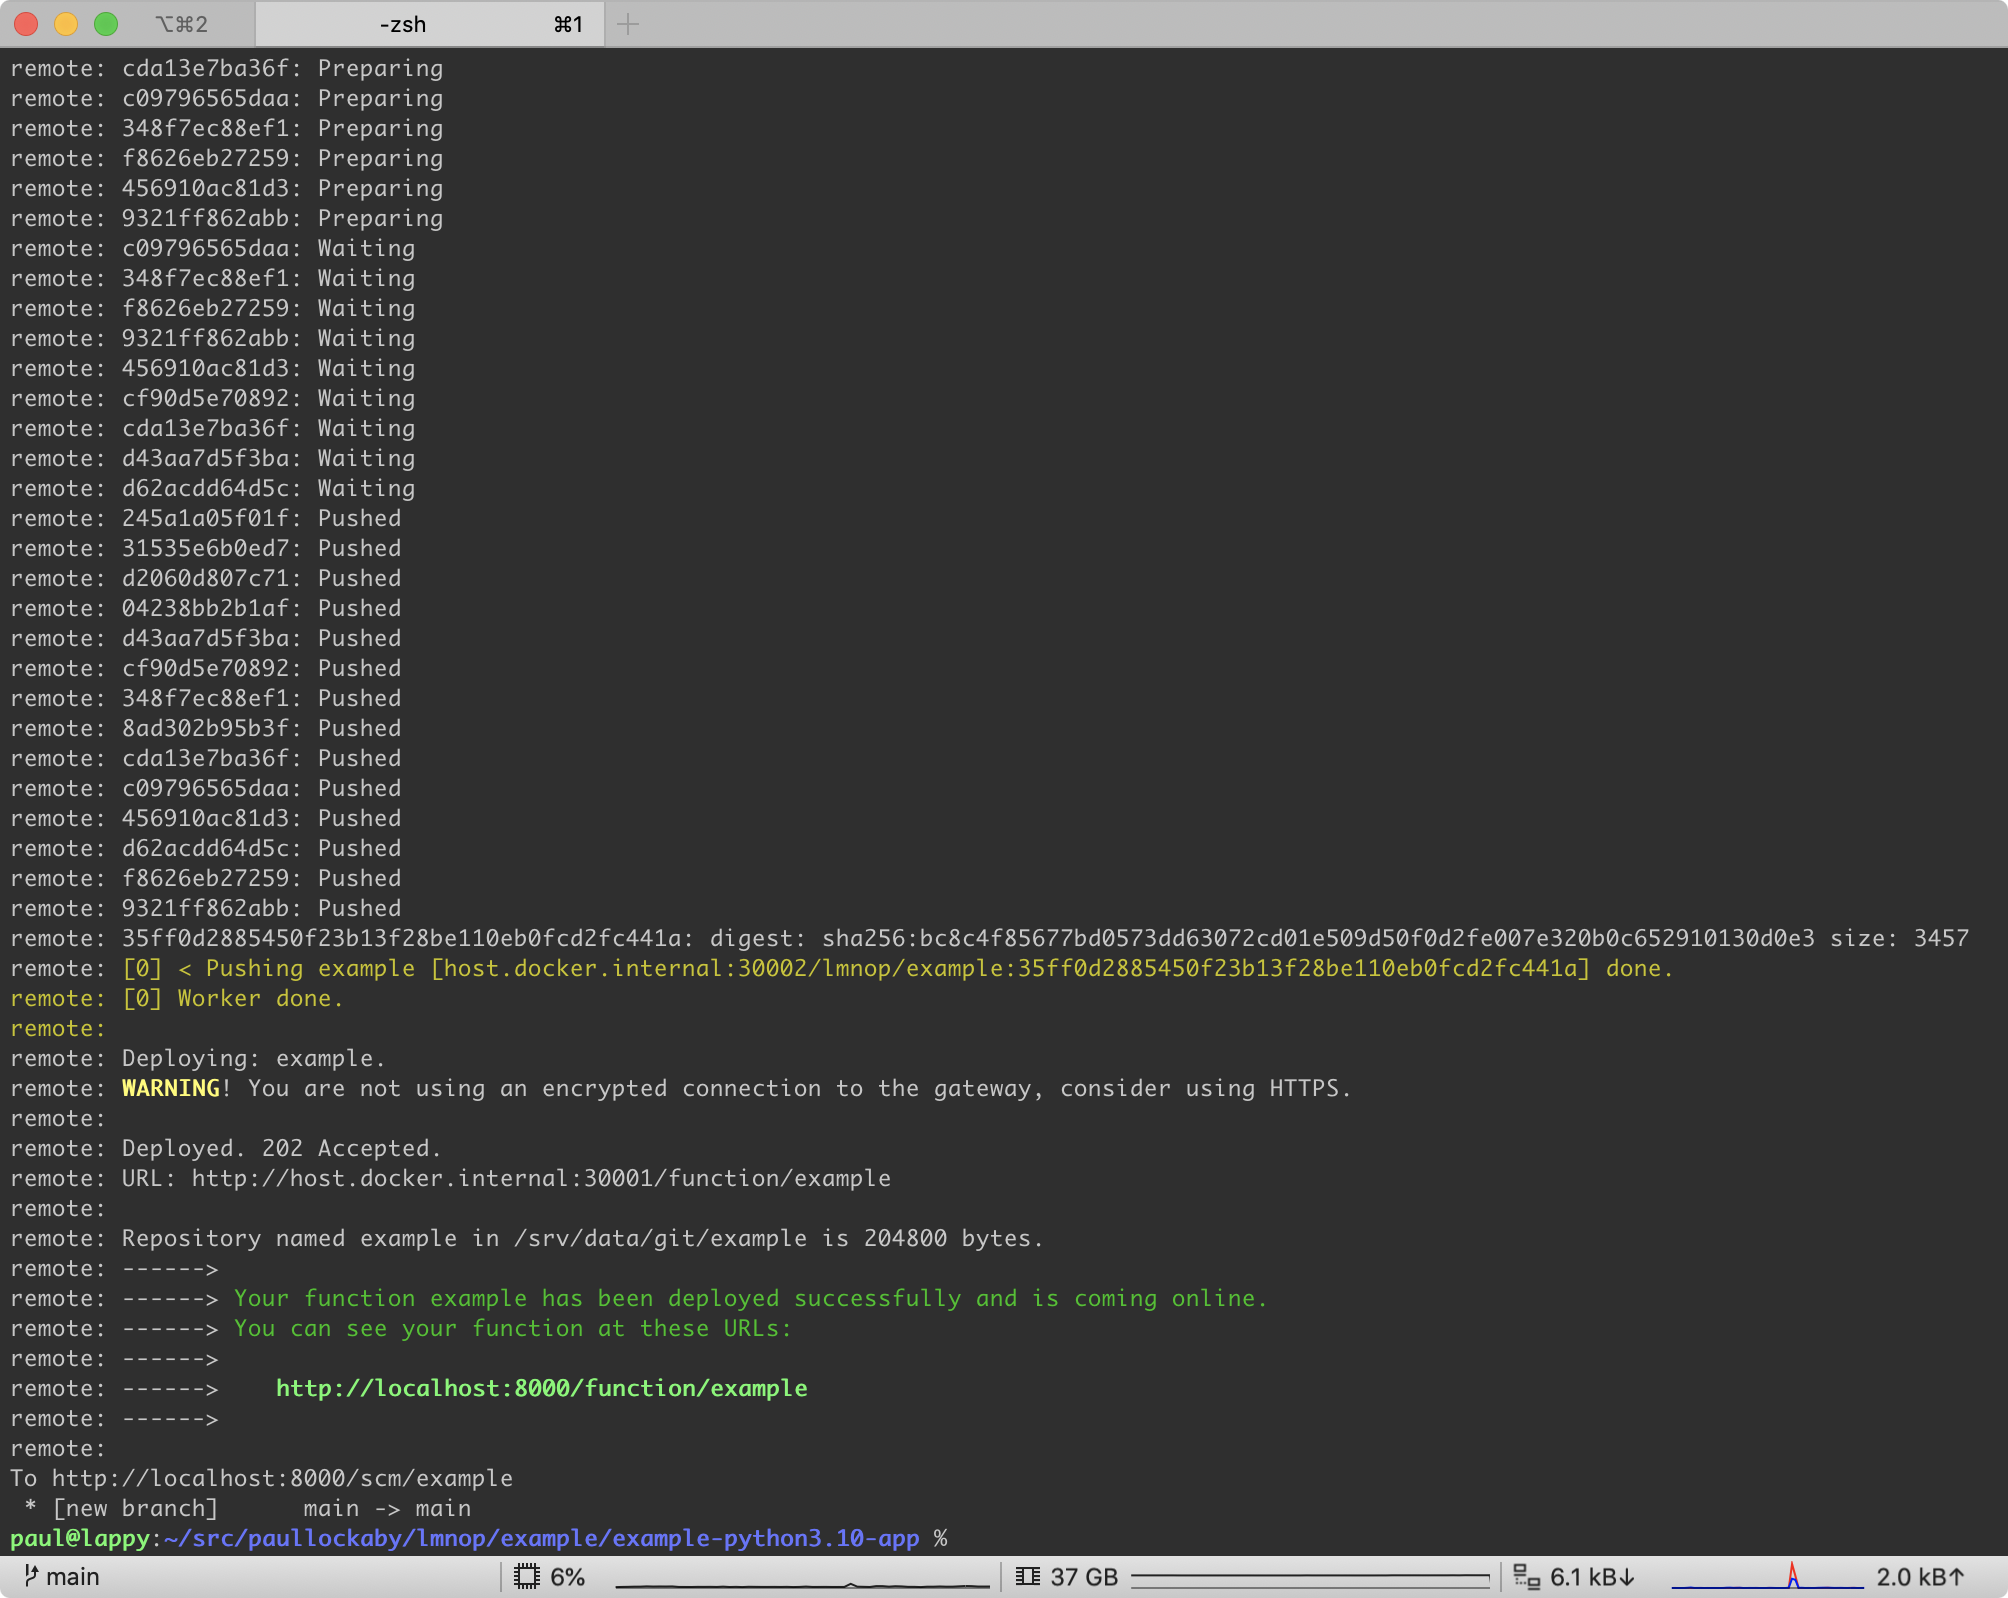 ⌥⌘2 -zsh ⌘1
remote: cda13e7ba36f: Preparing
remote: c09796565daa: Preparing
remote: 348f7ec88ef1: Preparing
remote: f8626eb27259: Preparing
remote: 456910ac81d3: Preparing
remote: 9321ff862abb: Preparing
remote: c09796565daa: Waiting
remote: 348f7ec88ef1: Waiting
remote: f8626eb27259: Waiting
remote: 9321ff862abb: Waiting
remote: 456910ac81d3: Waiting
remote: cf90d5e70892: Waiting
remote: cda13e7ba36f: Waiting
remote: d43aa7d5f3ba: Waiting
remote: d62acdd64d5c: Waiting
remote: 245a1a05f01f: Pushed
remote: 31535e6b0ed7: Pushed
remote: d2060d807c71: Pushed
remote: 04238bb2b1af: Pushed
remote: d43aa7d5f3ba: Pushed
remote: cf90d5e70892: Pushed
remote: 348f7ec88ef1: Pushed
remote: 8ad302b95b3f: Pushed
remote: cda13e7ba36f: Pushed
remote: c09796565daa: Pushed
remote: 456910ac81d3: Pushed
remote: d62acdd64d5c: Pushed
remote: f8626eb27259: Pushed
remote: 9321ff862abb: Pushed
remote: 35ff0d2885450f23b13f28be110eb0fcd2fc441a: digest: sha256:bc8c4f85677bd0573dd63072cd01e509d50f0d2fe007e320b0c652910130d0e3 size: 3457
remote: [0] < Pushing example [host.docker.internal:30002/lmnop/example:35ff0d2885450f23b13f28be110eb0fcd2fc441a] done.
remote: [0] Worker done.
remote:
remote: Deploying: example.
remote: WARNING! You are not using an encrypted connection to the gateway, consider using HTTPS.
remote:
remote: Deployed. 202 Accepted.
remote: URL: http://host.docker.internal:30001/function/example
remote:
remote: Repository named example in /srv/data/git/example is 204800 bytes.
remote: ------>
remote: ------> Your function example has been deployed successfully and is coming online.
remote: ------> You can see your function at these URLs:
remote: ------>
remote: ------>    http://localhost:8000/function/example
remote: ------>
remote:
To http://localhost:8000/scm/example
 * [new branch]      main -> main
paul@lappy:~/src/paullockaby/lmnop/example/example-python3.10-app %
main 6% 37 GB 6.1 kB↓ 2.0 kB↑